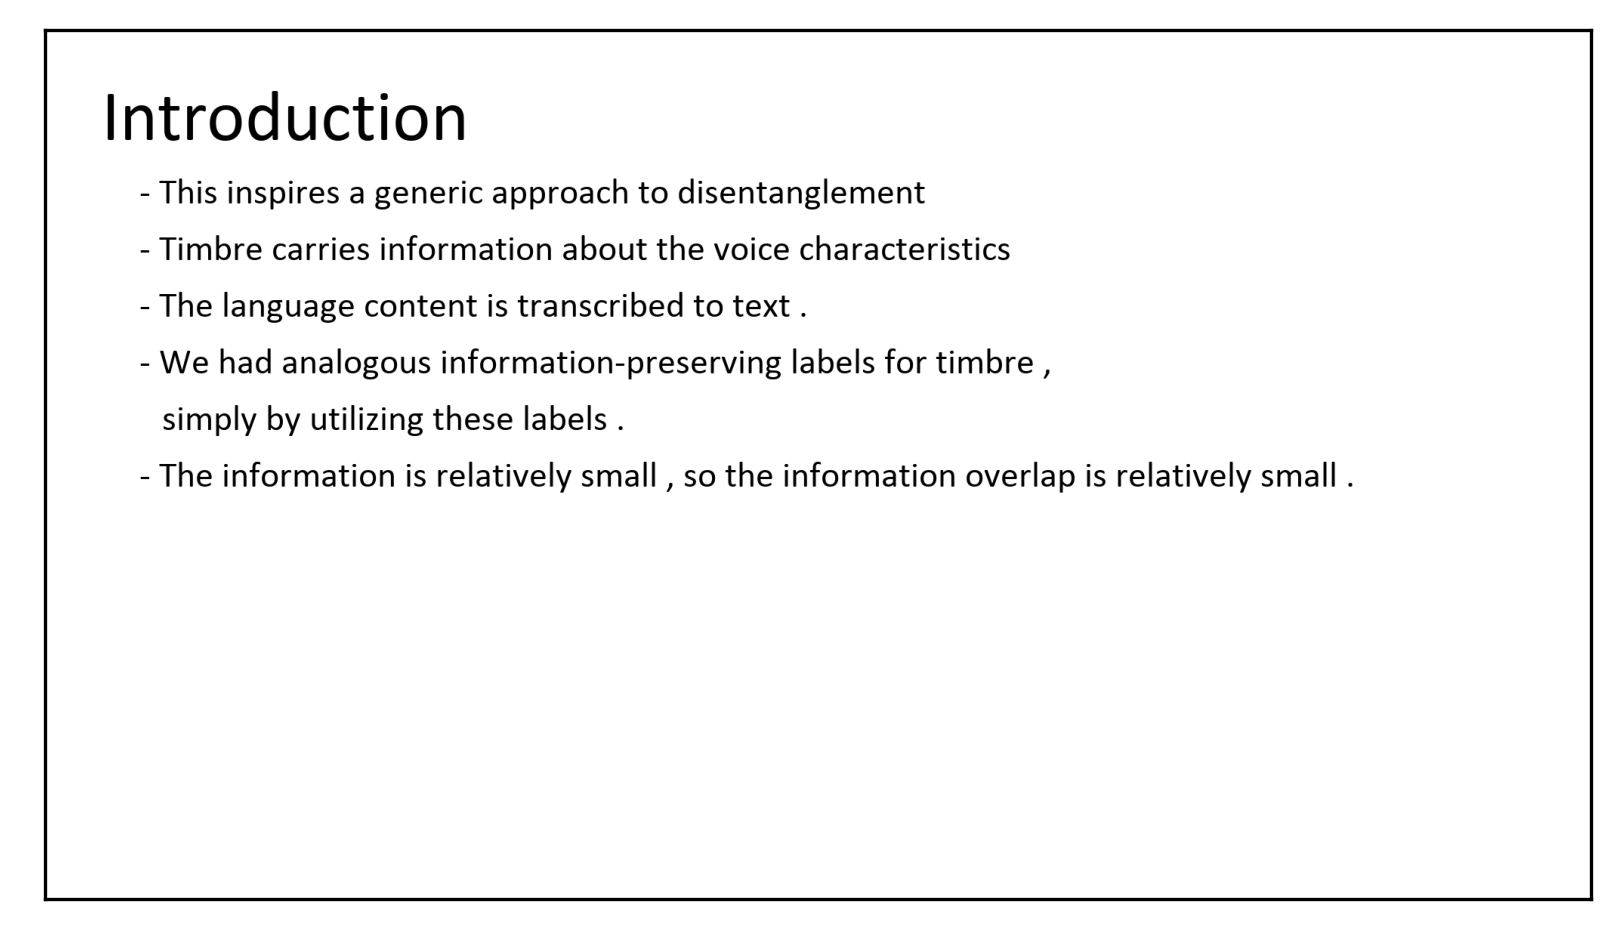 Introduction
- This inspires a generic approach to disentanglement
- Timbre carries information about the voice characteristics
- The language content is transcribed to text .
- We had analogous information-preserving labels for timbre ,
simply by utilizing these labels .
- The information is relatively small , so the information overlap is relatively small .